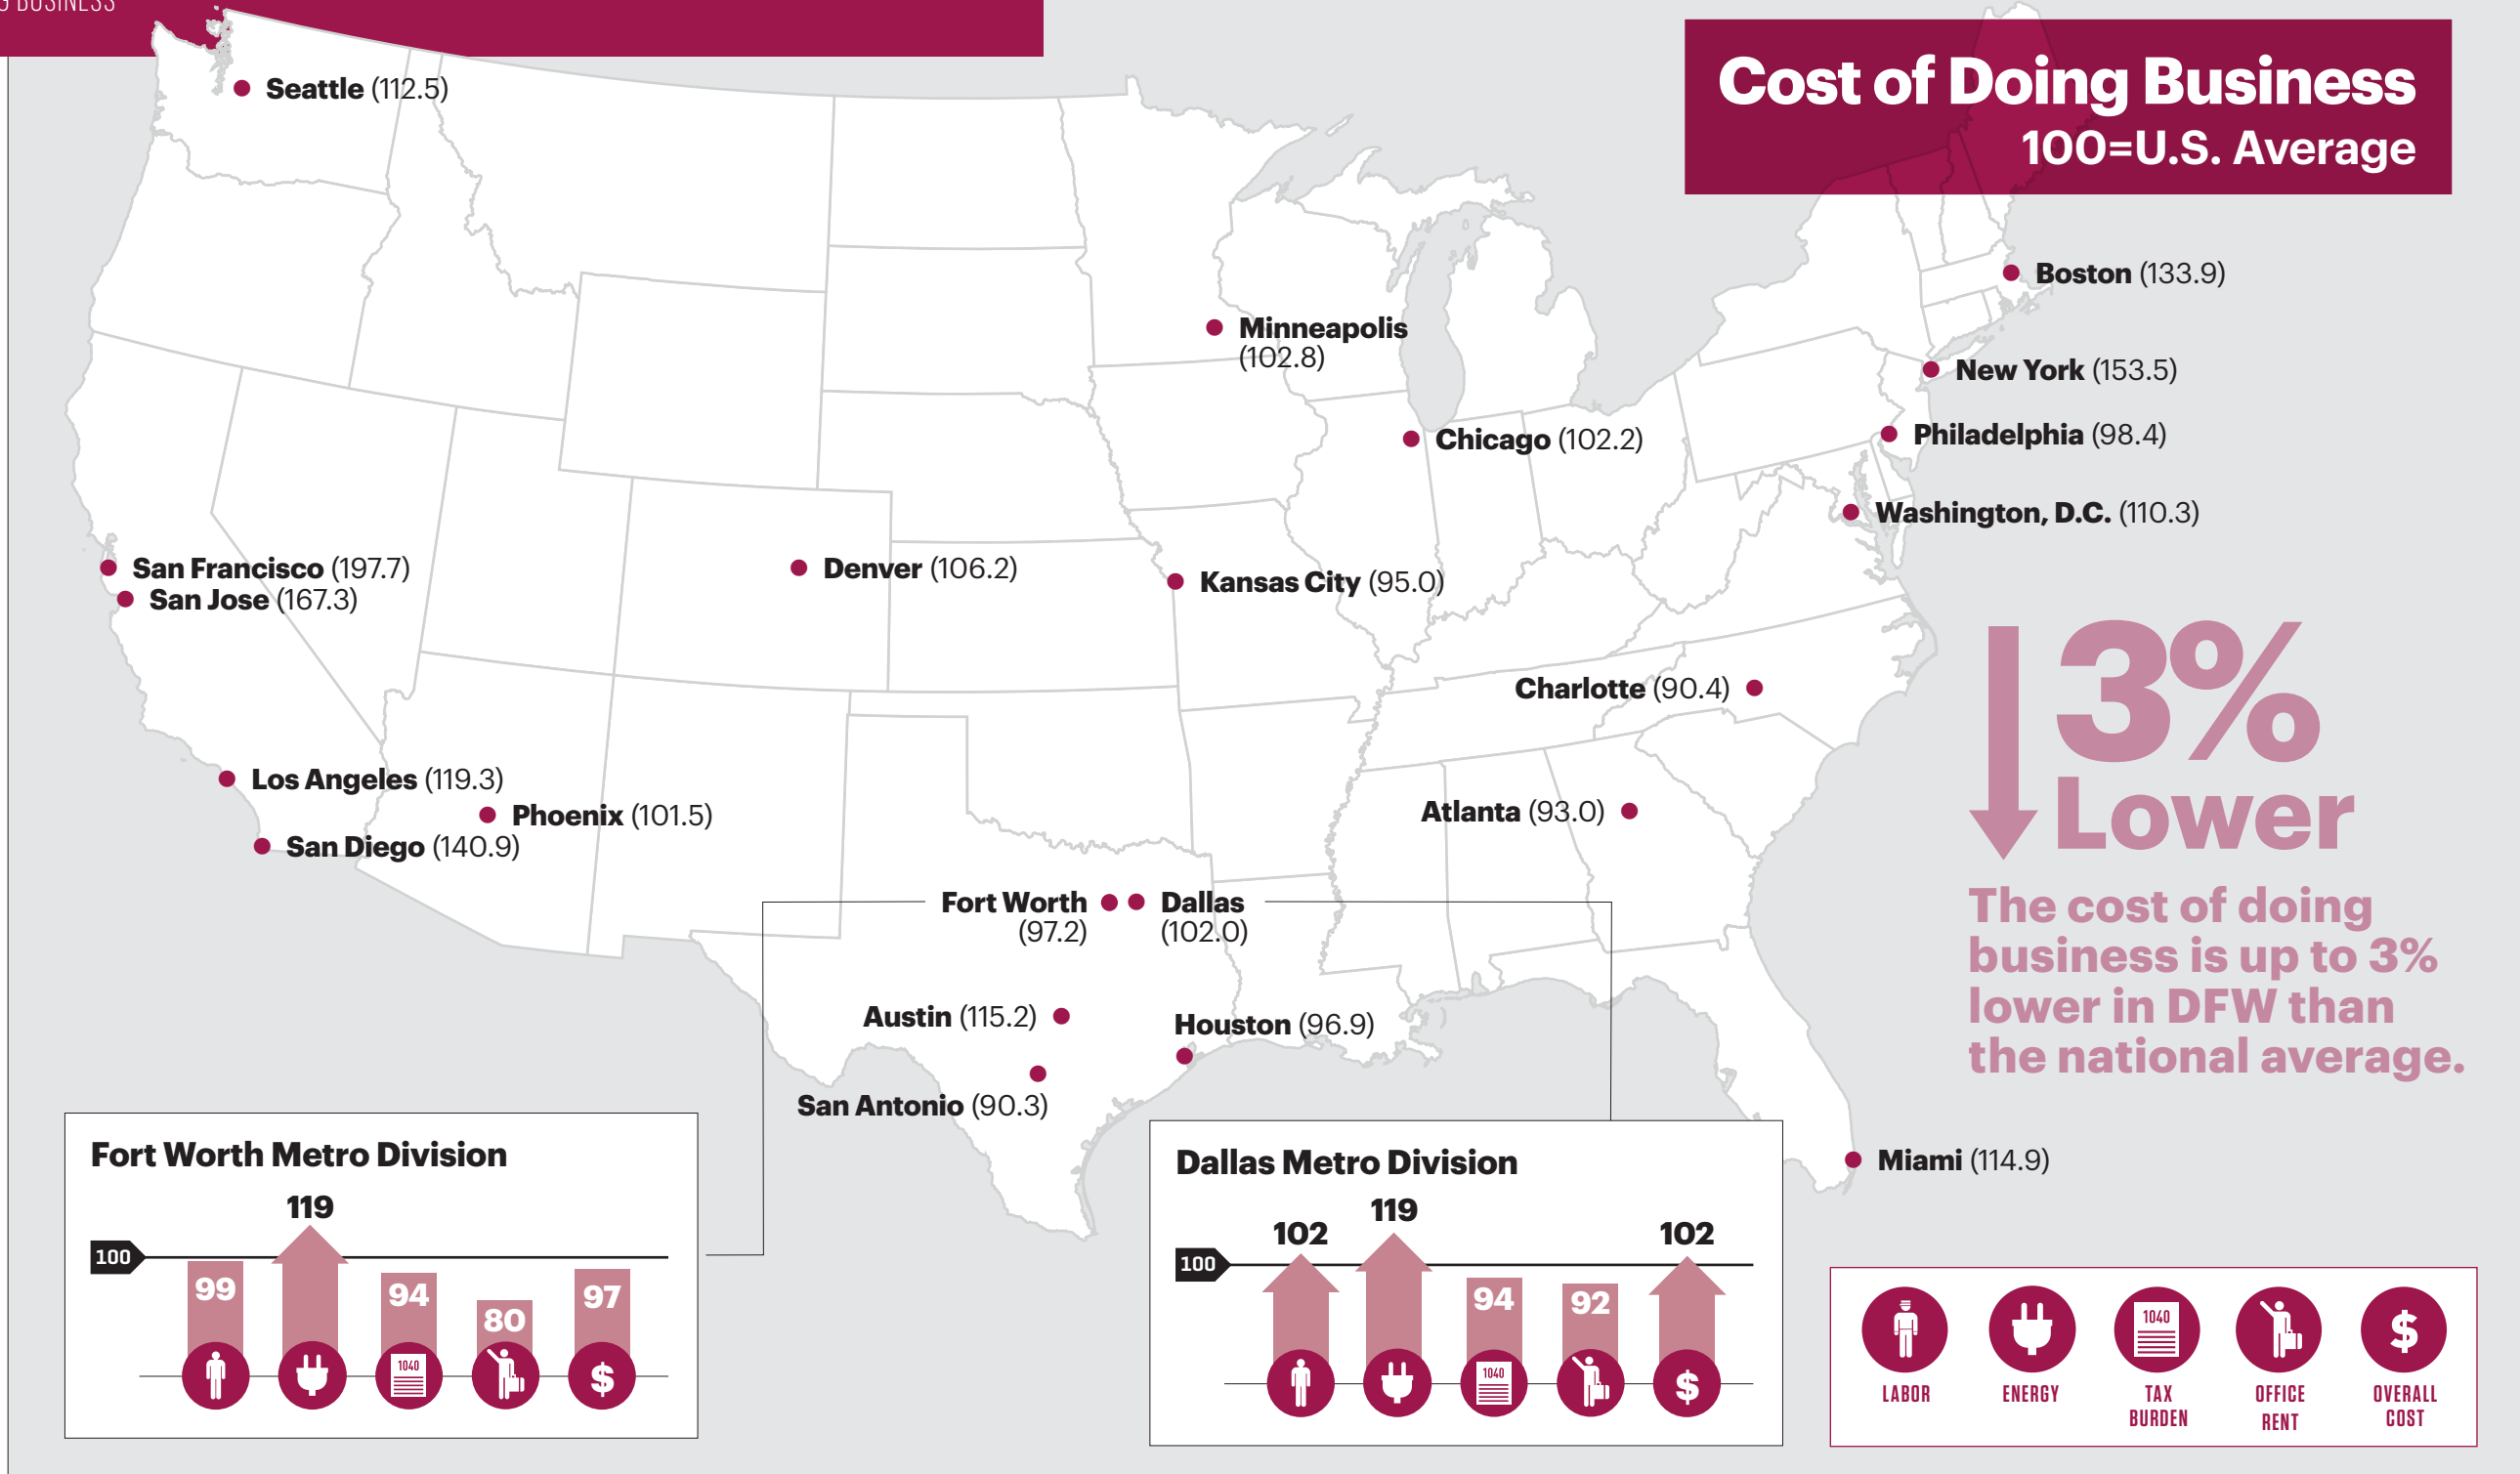 G BUSINESS
Cost of Doing Business
100=U.S. Average
Seattle (112.5)
Boston (133.9)
Minneapolis
(102.8)
New York (153.5)
Chicago (102.2)
Philadelphia (98.4)
Washington, D.C. (110.3)
San Francisco (197.7)
San Jose (167.3)
Denver (106.2)
Kansas City (95.0)
Charlotte (90.4)
Los Angeles (119.3)
Phoenix (101.5)
San Diego (140.9)
Atlanta (93.0)
Fort Worth
(97.2)
Dallas
(102.0)
Austin (115.2)
Houston (96.9)
San Antonio (90.3)
Miami (114.9)
3%
Lower
The cost of doing
business is up to 3%
lower in DFW than
the national average.
Fort Worth Metro Division
119
100
99
94
80
97
1040
$
Dallas Metro Division
102
119
102
100
94
92
1040
$
1040
$
LABOR
ENERGY
TAX
BURDEN
OFFICE
RENT
OVERALL
COST